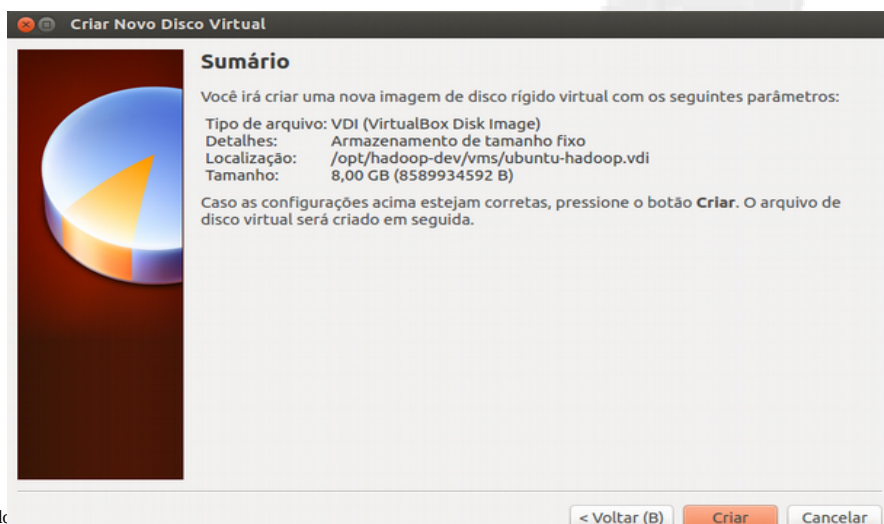 Criar Novo Disco Virtual
Sumário
Você irá criar uma nova imagem de disco rígido virtual com os seguintes parâmetros:
Tipo de arquivo: VDI (VirtualBox Disk Image)
Detalhes: Armazenamento de tamanho fixo
Localização: /opt/hadoop-dev/vms/ubuntu-hadoop.vdi
Tamanho: 8,00 GB (8589934592 B)
Caso as configurações acima estejam corretas, pressione o botão Criar. O arquivo de
disco virtual será criado em seguida.
< Voltar (B) Criar Cancelar